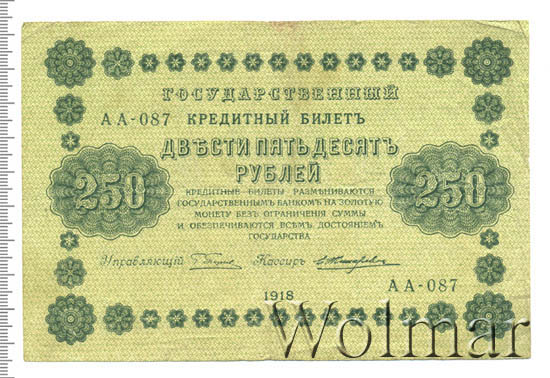 ГОСУДАРСТВЕННЫЙ
АА-087 КРЕДИТНЫЙ БИЛЕТЪ
ДВѢСТИ ПЯТЬДЕСЯТЪ
РУБЛЕЙ
250 250
КРЕДИТНЫЕ БИЛЕТЫ РАЗМѢНИВАЮТСЯ
ГОСУДАРСТВЕННЫМЪ БАНКОМЪ НА ЗОЛОТУЮ
МОНЕТУ БЕЗЪ ОГРАНИЧЕНІЯ СУММЫ
И ОБЕЗПЕЧИВАЮТСЯ ВСѢМЪ ДОСТОЯНІЕМЪ
ГОСУДАРСТВА
Управляющій Кассиръ
АА-087
1918
Wolmar